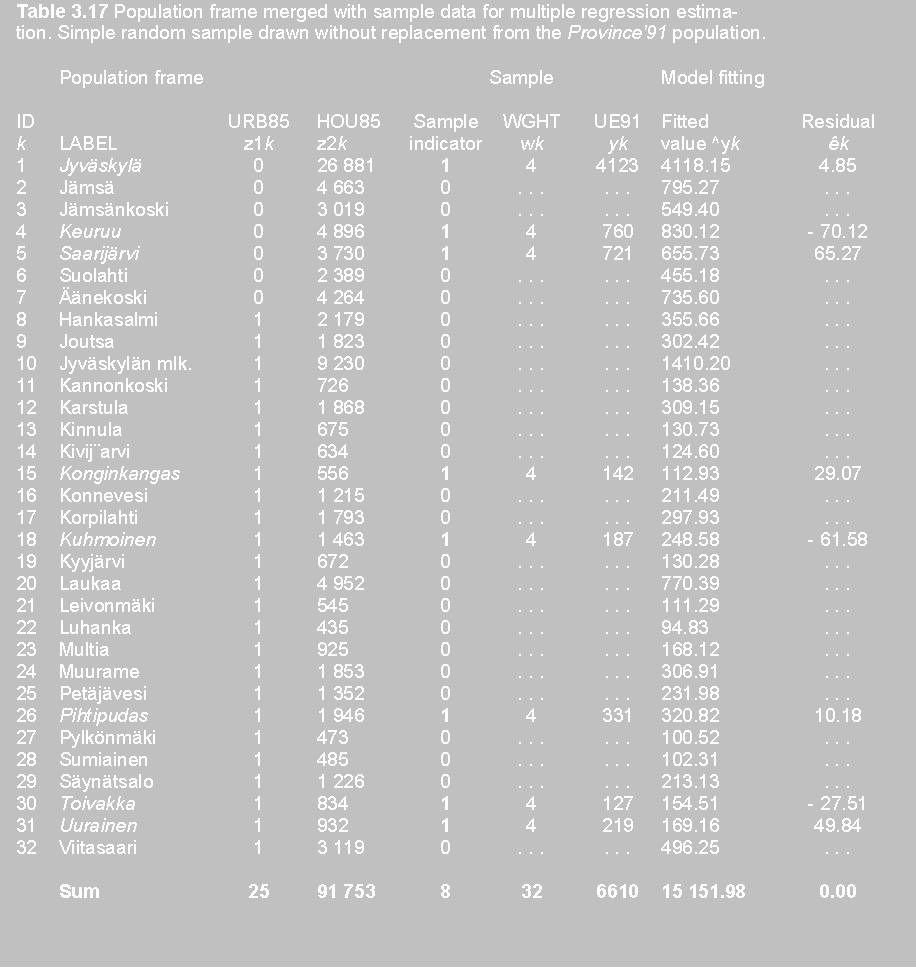 Table 3.17 Population frame merged with sample data for multiple regression estima-
tion. Simple random sample drawn without replacement from the Province'91 population.
Population frame Sample Model fitting
ID URB85 HOU85 Sample WGHT UE91 Fitted Residual
k LABEL z1k z2k indicator wk yk value ^yk êk
1 Jyväskylä 0 26 881 1 4 4123 4118.15 4.85
2 Jämsä 0 4 663 0 . . . . . . 795.27 . . .
3 Jämsänkoski 0 3 019 0 . . . . . . 549.40 . . .
4 Keuruu 0 4 896 1 4 760 830.12 - 70.12
5 Saarijärvi 0 3 730 1 4 721 655.73 65.27
6 Suolahti 0 2 389 0 . . . . . . 455.18 . . .
7 Äänekoski 0 4 264 0 . . . . . . 735.60 . . .
8 Hankasalmi 1 2 179 0 . . . . . . 355.66 . . .
9 Joutsa 1 1 823 0 . . . . . . 302.42 . . .
10 Jyväskylän mlk. 1 9 230 0 . . . . . . 1410.20 . . .
11 Kannonkoski 1 726 0 . . . . . . 138.36 . . .
12 Karstula 1 1 868 0 . . . . . . 309.15 . . .
13 Kinnula 1 675 0 . . . . . . 130.73 . . .
14 Kivij¨arvi 1 634 0 . . . . . . 124.60 . . .
15 Konginkangas 1 556 1 4 142 112.93 29.07
16 Konnevesi 1 1 215 0 . . . . . . 211.49 . . .
17 Korpilahti 1 1 793 0 . . . . . . 297.93 . . .
18 Kuhmoinen 1 1 463 1 4 187 248.58 - 61.58
19 Kyyjärvi 1 672 0 . . . . . . 130.28 . . .
20 Laukaa 1 4 952 0 . . . . . . 770.39 . . .
21 Leivonmäki 1 545 0 . . . . . . 111.29 . . .
22 Luhanka 1 435 0 . . . . . . 94.83 . . .
23 Multia 1 925 0 . . . . . . 168.12 . . .
24 Muurame 1 1 853 0 . . . . . . 306.91 . . .
25 Petäjävesi 1 1 352 0 . . . . . . 231.98 . . .
26 Pihtipudas 1 1 946 1 4 331 320.82 10.18
27 Pylkönmäki 1 473 0 . . . . . . 100.52 . . .
28 Sumiainen 1 485 0 . . . . . . 102.31 . . .
29 Säynätsalo 1 1 226 0 . . . . . . 213.13 . . .
30 Toivakka 1 834 1 4 127 154.51 - 27.51
31 Uurainen 1 932 1 4 219 169.16 49.84
32 Viitasaari 1 3 119 0 . . . . . . 496.25 . . .
Sum 25 91 753 8 32 6610 15 151.98 0.00